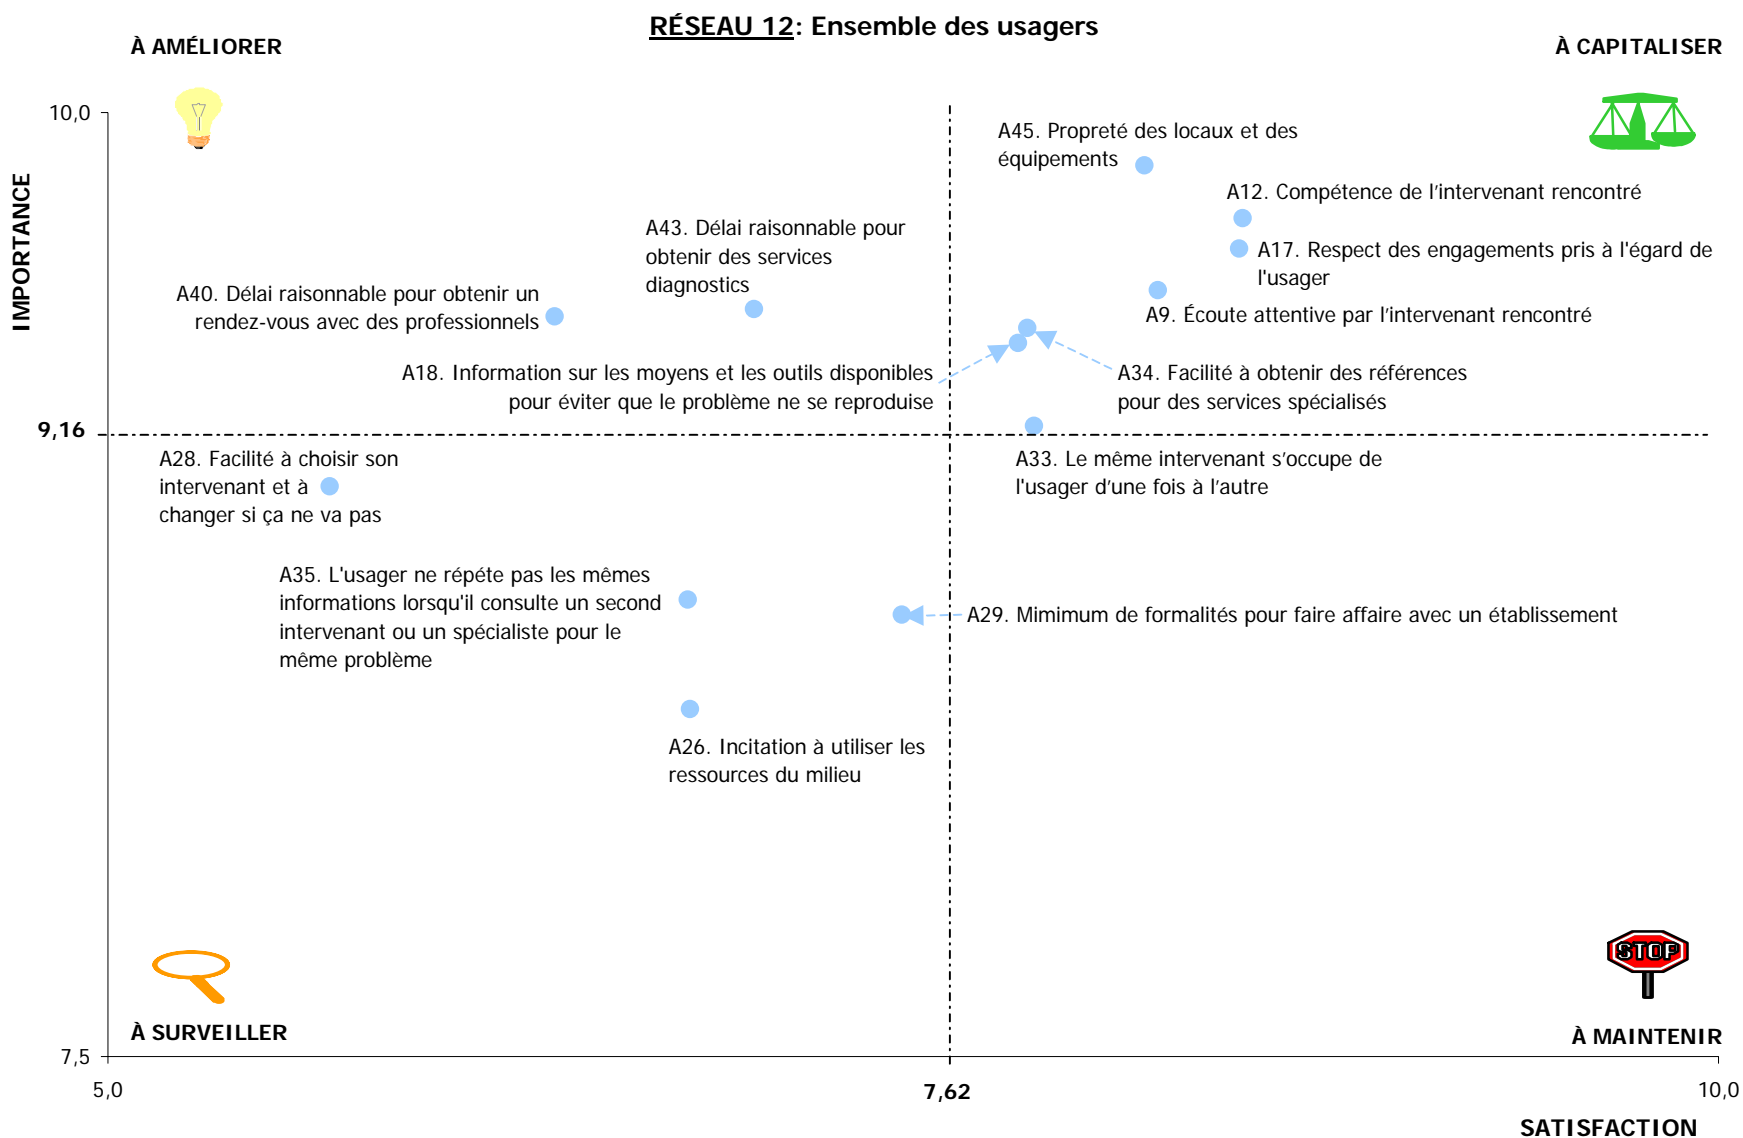 RÉSEAU 12: Ensemble des usagers
À AMÉLIORER
À CAPITALISER
10,0
IMPORTANCE
A45. Propreté des locaux et des
équipements
A12. Compétence de l’intervenant rencontré
A43. Délai raisonnable pour
obtenir des services
diagnostics
A17. Respect des engagements pris à l'égard de
l'usager
A40. Délai raisonnable pour obtenir un
rendez-vous avec des professionnels
A9. Écoute attentive par l’intervenant rencontré
A18. Information sur les moyens et les outils disponibles
pour éviter que le problème ne se reproduise
A34. Facilité à obtenir des références
pour des services spécialisés
9,16
A28. Facilité à choisir son
intervenant et à
changer si ça ne va pas
A33. Le même intervenant s’occupe de
l'usager d’une fois à l’autre
A35. L'usager ne répéte pas les mêmes
informations lorsqu'il consulte un second
intervenant ou un spécialiste pour le
même problème
A29. Mimimum de formalités pour faire affaire avec un établissement
A26. Incitation à utiliser les
ressources du milieu
STOP
À SURVEILLER
À MAINTENIR
7,5
5,0
7,62
10,0
SATISFACTION